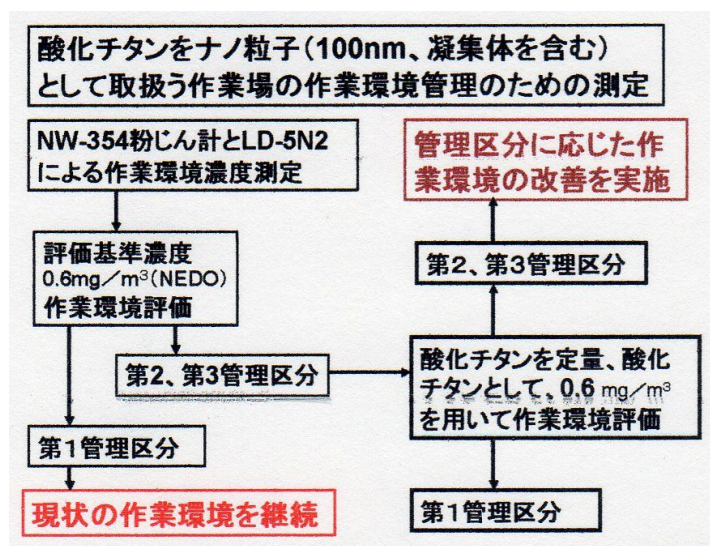 酸化チタンをナノ粒子(100nm、凝集体を含む)
として取扱う作業場の作業環境管理のための測定
NW-354粉じん計とLD-5N2
による作業環境濃度測定
評価基準濃度
0.6mg/m³(NEDO)
作業環境評価
第2、第3管理区分
第1管理区分
現状の作業環境を継続
管理区分に応じた作
業環境の改善を実施
第2、第3管理区分
酸化チタンを定量、酸化
チタンとして、0.6 mg/m³
を用いて作業環境評価
第1管理区分